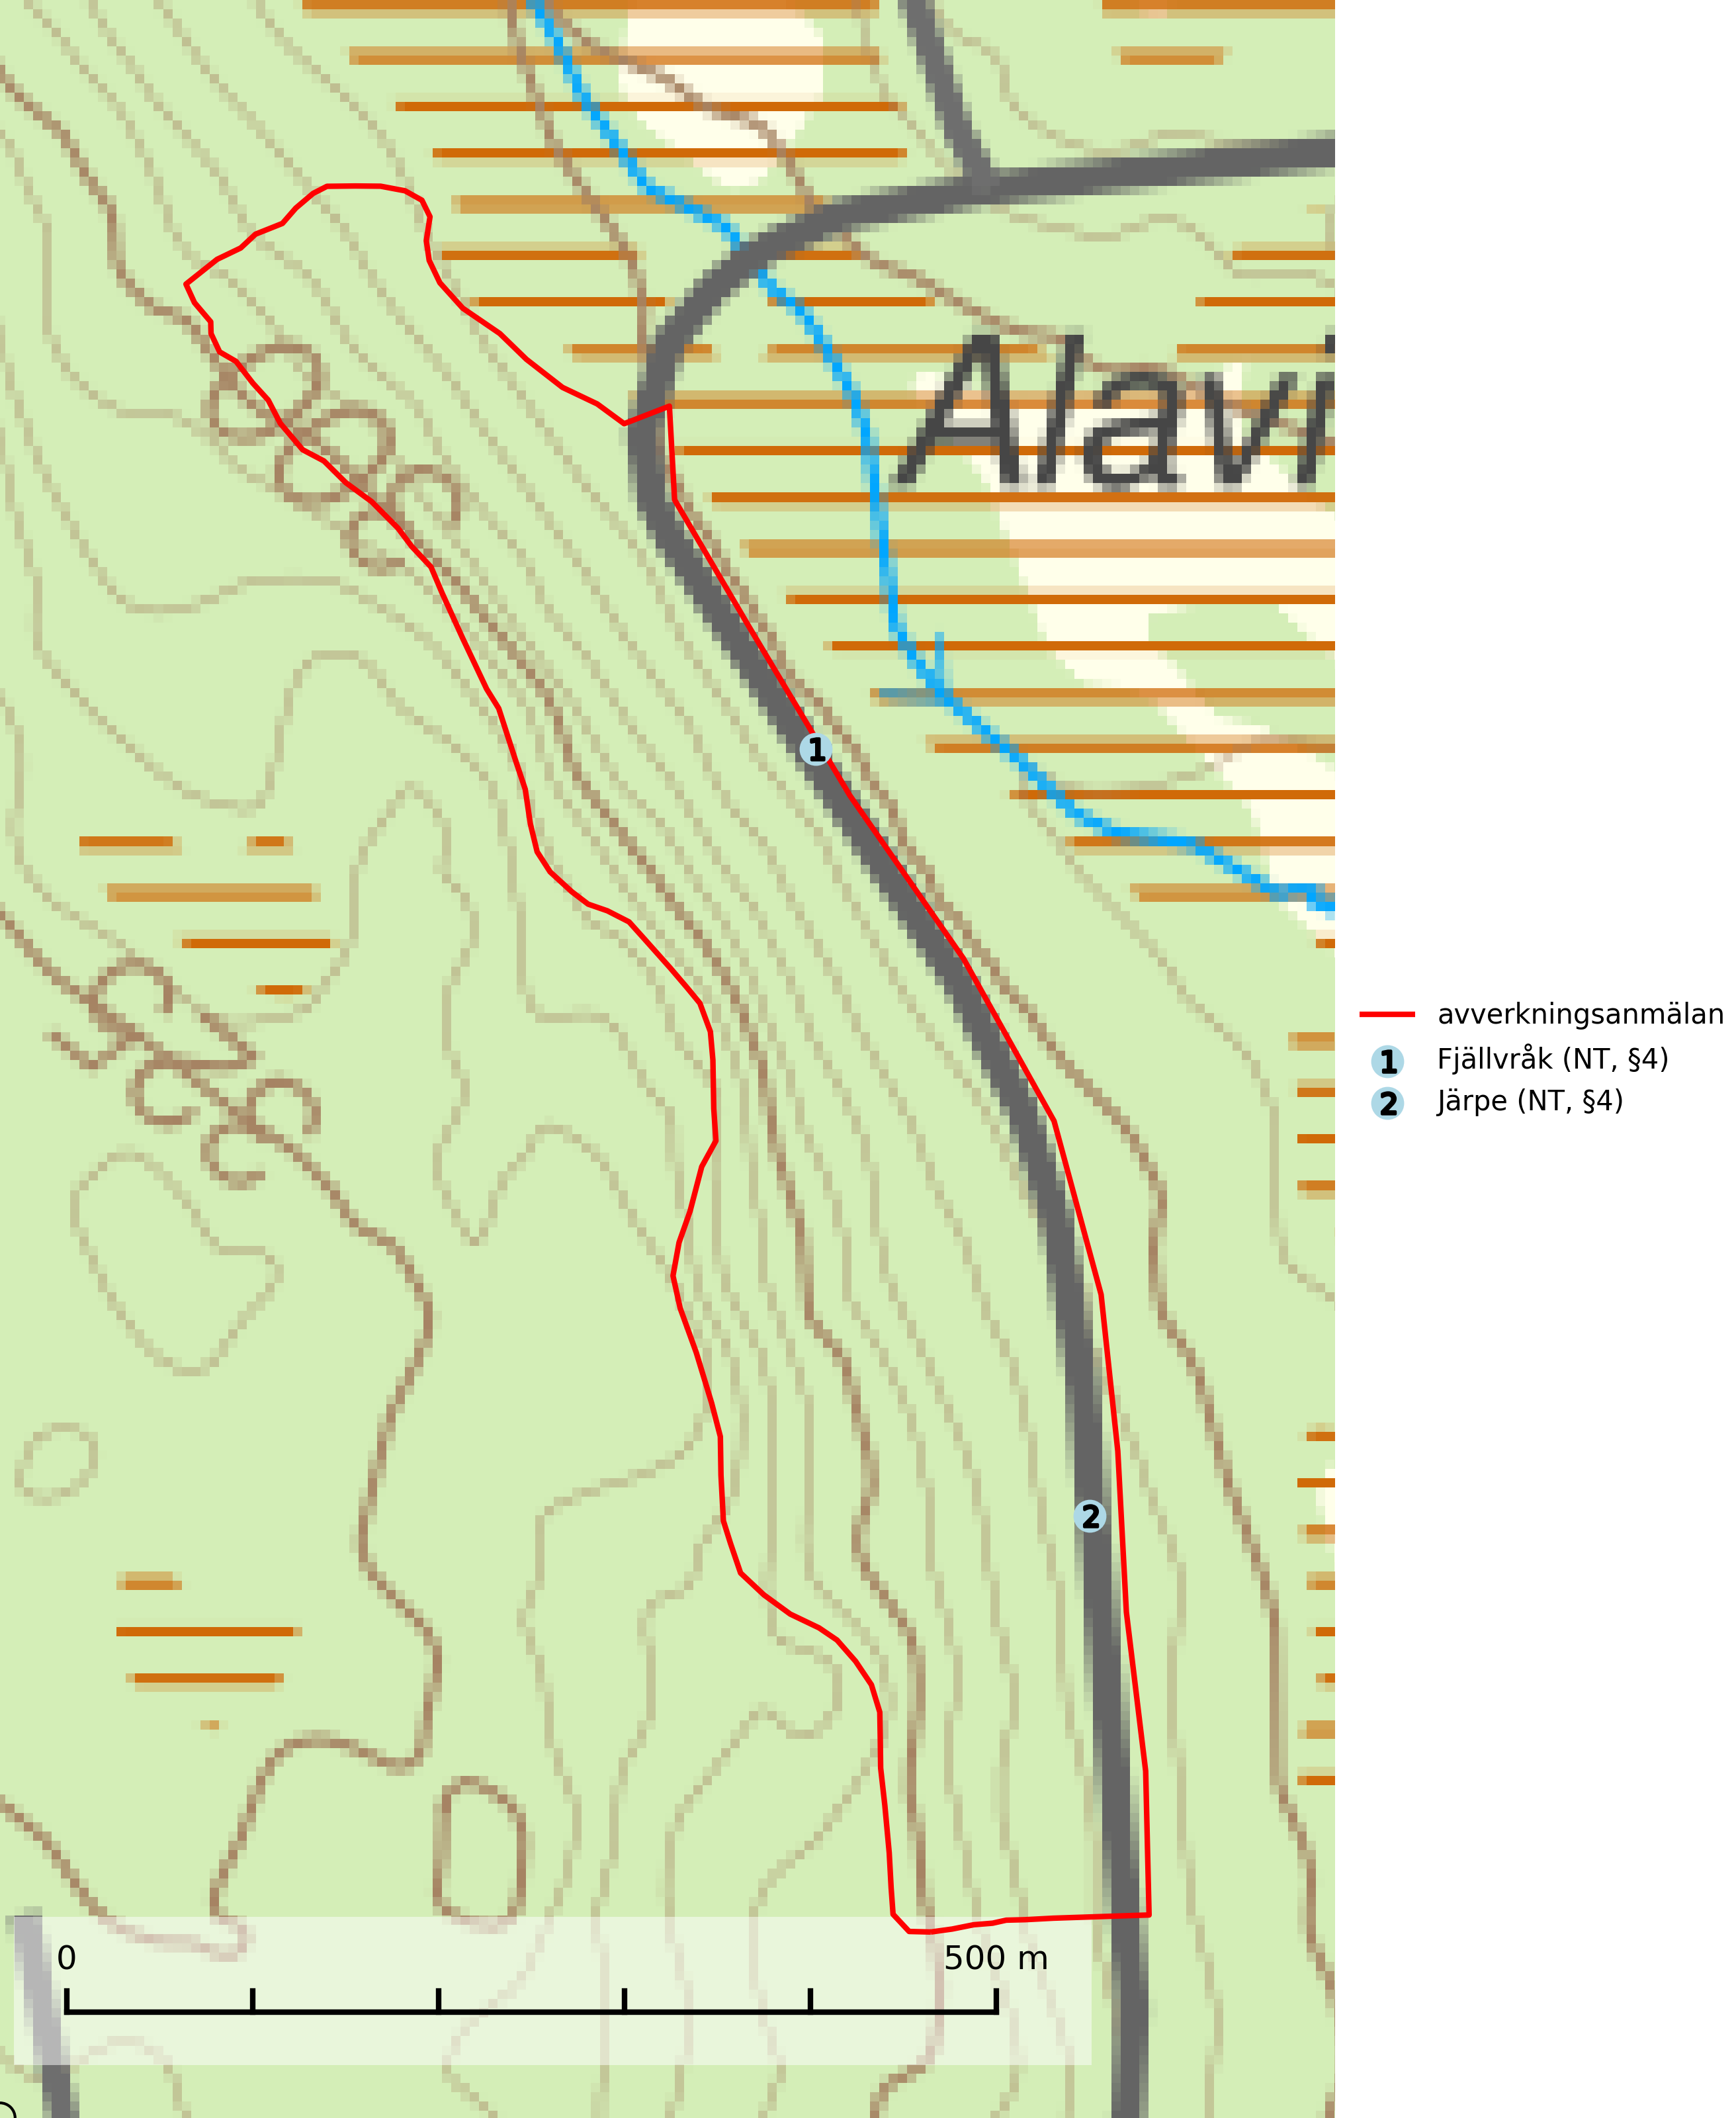 Alavi
1
avverkningsanmälan
1 Fjällvråk (NT, §4)
2 Järpe (NT, §4)
2
0 500 m